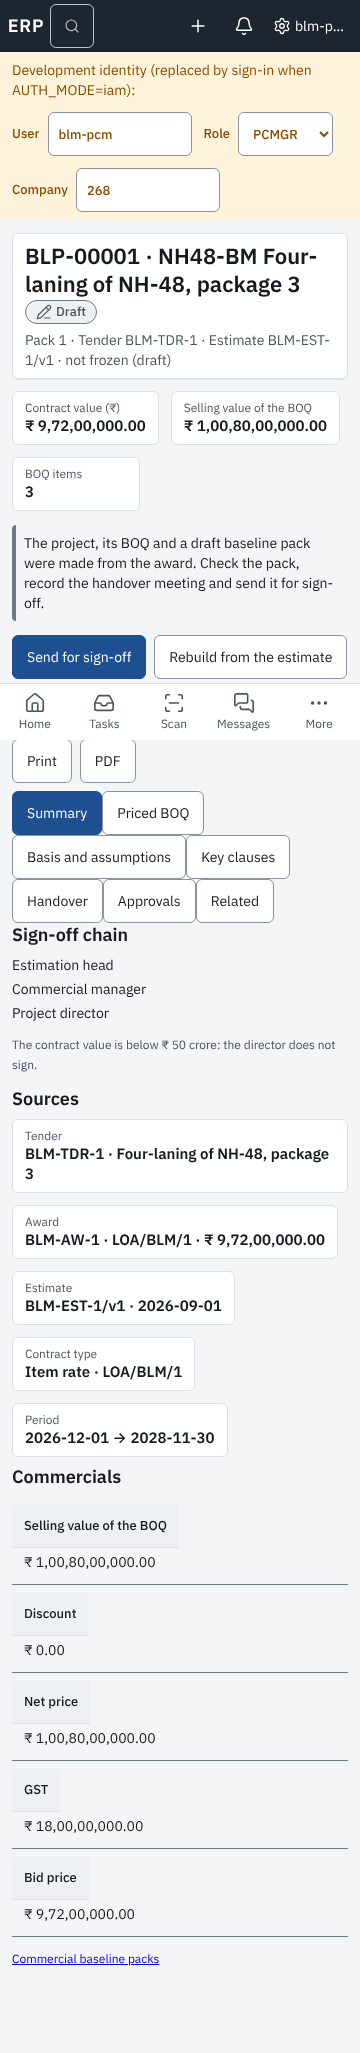 ERP
blm-p...
Development identity (replaced by sign-in when
AUTH_MODE=iam):
User blm-pcm Role PCMGR
Company 268
BLP-00001 · NH48-BM Four-
laning of NH-48, package 3
Draft
Pack 1 · Tender BLM-TDR-1 · Estimate BLM-EST-
1/v1 · not frozen (draft)
Contract value (₹)
₹ 9,72,00,000.00
Selling value of the BOQ
₹ 1,00,80,00,000.00
BOQ items
3
The project, its BOQ and a draft baseline pack
were made from the award. Check the pack,
record the handover meeting and send it for sign-
off.
Send for sign-off Rebuild from the estimate
Home Tasks Scan Messages More
Print PDF
Summary Priced BOQ
Basis and assumptions Key clauses
Handover Approvals Related
Sign-off chain
Estimation head
Commercial manager
Project director
The contract value is below ₹ 50 crore: the director does not
sign.
Sources
Tender
BLM-TDR-1 · Four-laning of NH-48, package
3
Award
BLM-AW-1 · LOA/BLM/1 · ₹ 9,72,00,000.00
Estimate
BLM-EST-1/v1 · 2026-09-01
Contract type
Item rate · LOA/BLM/1
Period
2026-12-01 → 2028-11-30
Commercials
Selling value of the BOQ
₹ 1,00,80,00,000.00
Discount
₹ 0.00
Net price
₹ 1,00,80,00,000.00
GST
₹ 18,00,00,000.00
Bid price
₹ 9,72,00,000.00
Commercial baseline packs